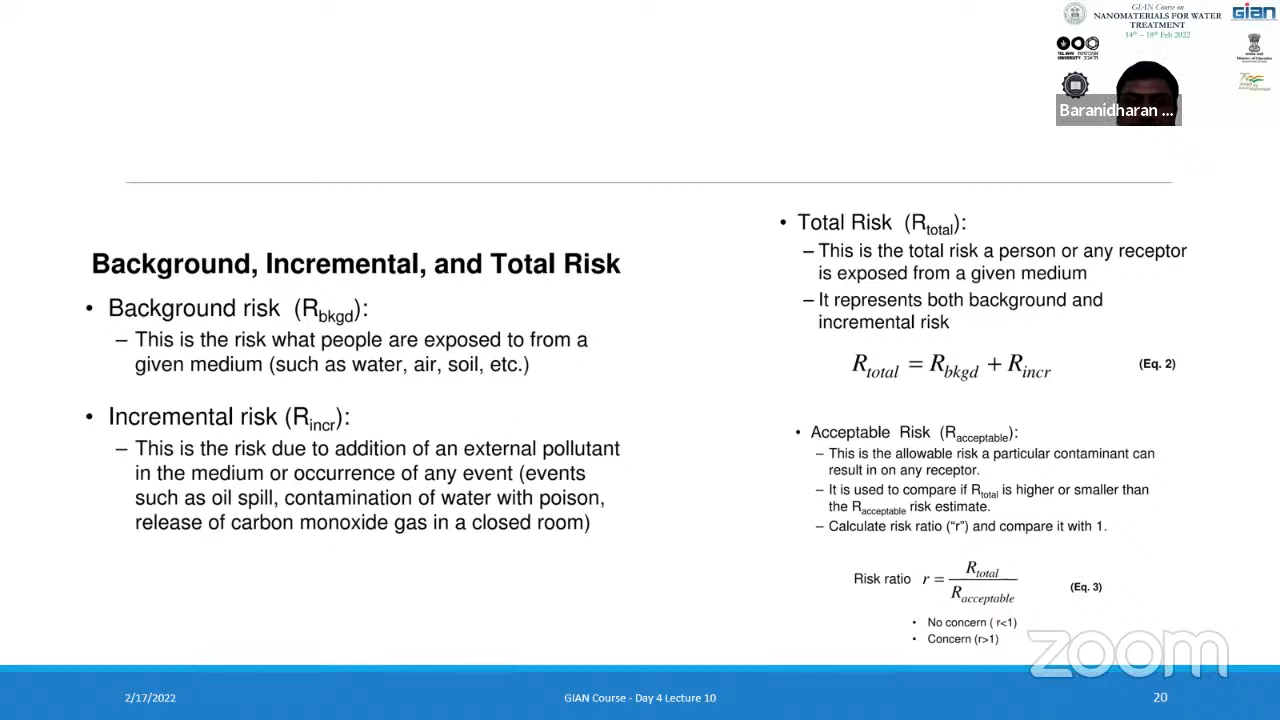 GIAN Course on
NANOMATERIALS FOR WATER
TREATMENT
14th – 18th Feb 2022
gian
TEL AVIV
UNIVERSITY
Ministry of Education
Baranidharan ...
Background, Incremental, and Total Risk
• Background risk (Rbkgd):
– This is the risk what people are exposed to from a
given medium (such as water, air, soil, etc.)
• Incremental risk (Rincr):
– This is the risk due to addition of an external pollutant
in the medium or occurrence of any event (events
such as oil spill, contamination of water with poison,
release of carbon monoxide gas in a closed room)
• Total Risk (Rtotal):
– This is the total risk a person or any receptor
is exposed from a given medium
– It represents both background and
incremental risk
Rtotal = Rbkgd + Rincr (Eq. 2)
• Acceptable Risk (Racceptable):
– This is the allowable risk a particular contaminant can
result in on any receptor.
– It is used to compare if Rtotal is higher or smaller than
the Racceptable risk estimate.
– Calculate risk ratio (“r”) and compare it with 1.
Risk ratio r = Rtotal / Racceptable (Eq. 3)
• No concern ( r<1)
• Concern (r>1)
zoom
2/17/2022
GIAN Course - Day 4 Lecture 10
20